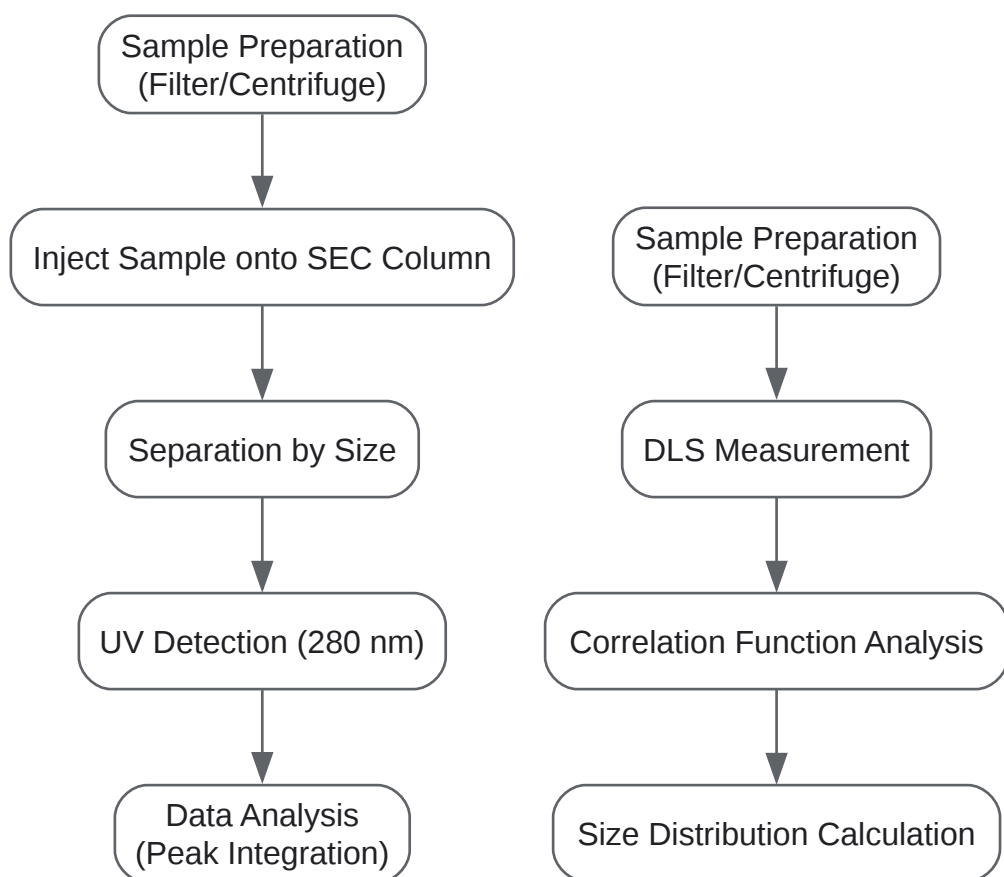 Sample Preparation
(Filter/Centrifuge)
Inject Sample onto SEC Column
Separation by Size
UV Detection (280 nm)
Data Analysis
(Peak Integration)
Sample Preparation
(Filter/Centrifuge)
DLS Measurement
Correlation Function Analysis
Size Distribution Calculation